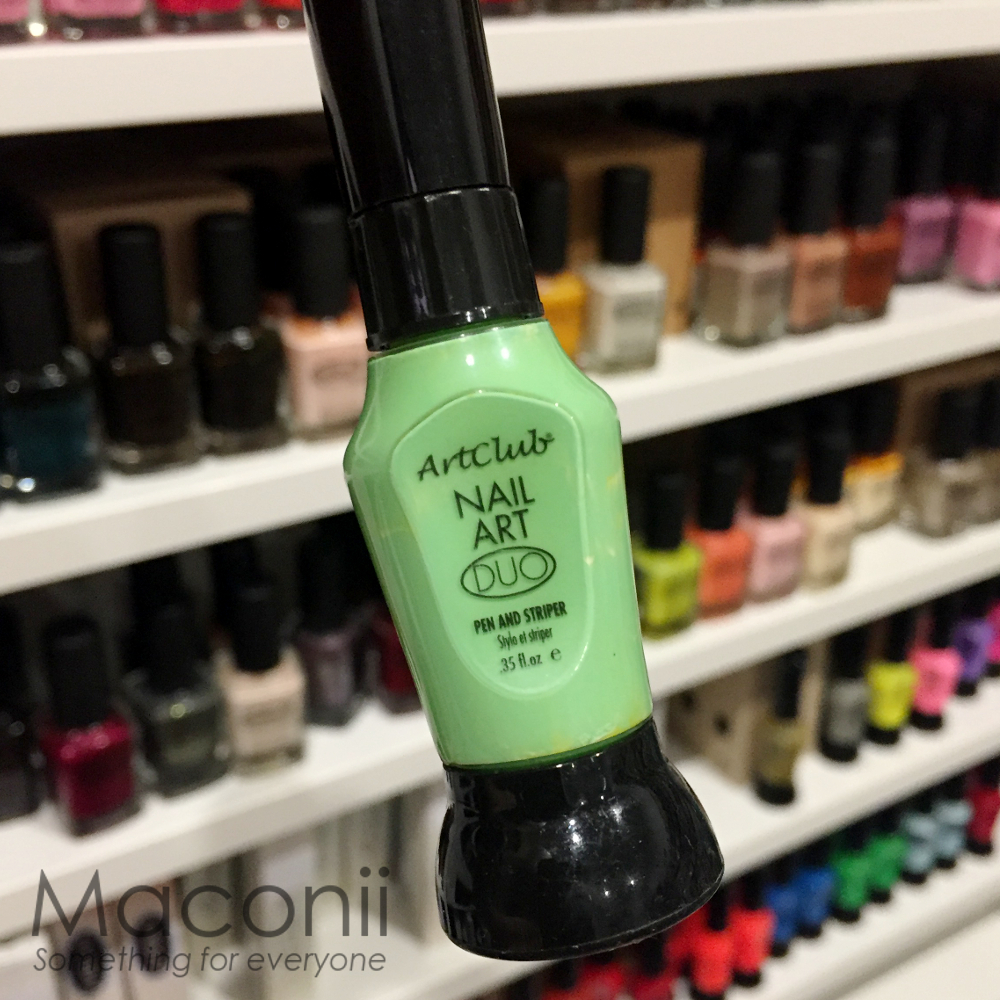 ArtClub
NAIL
ART
DUO
PEN AND STRIPER
Stylo et striper
.35 fl.oz e
Maconii
Something for everyone